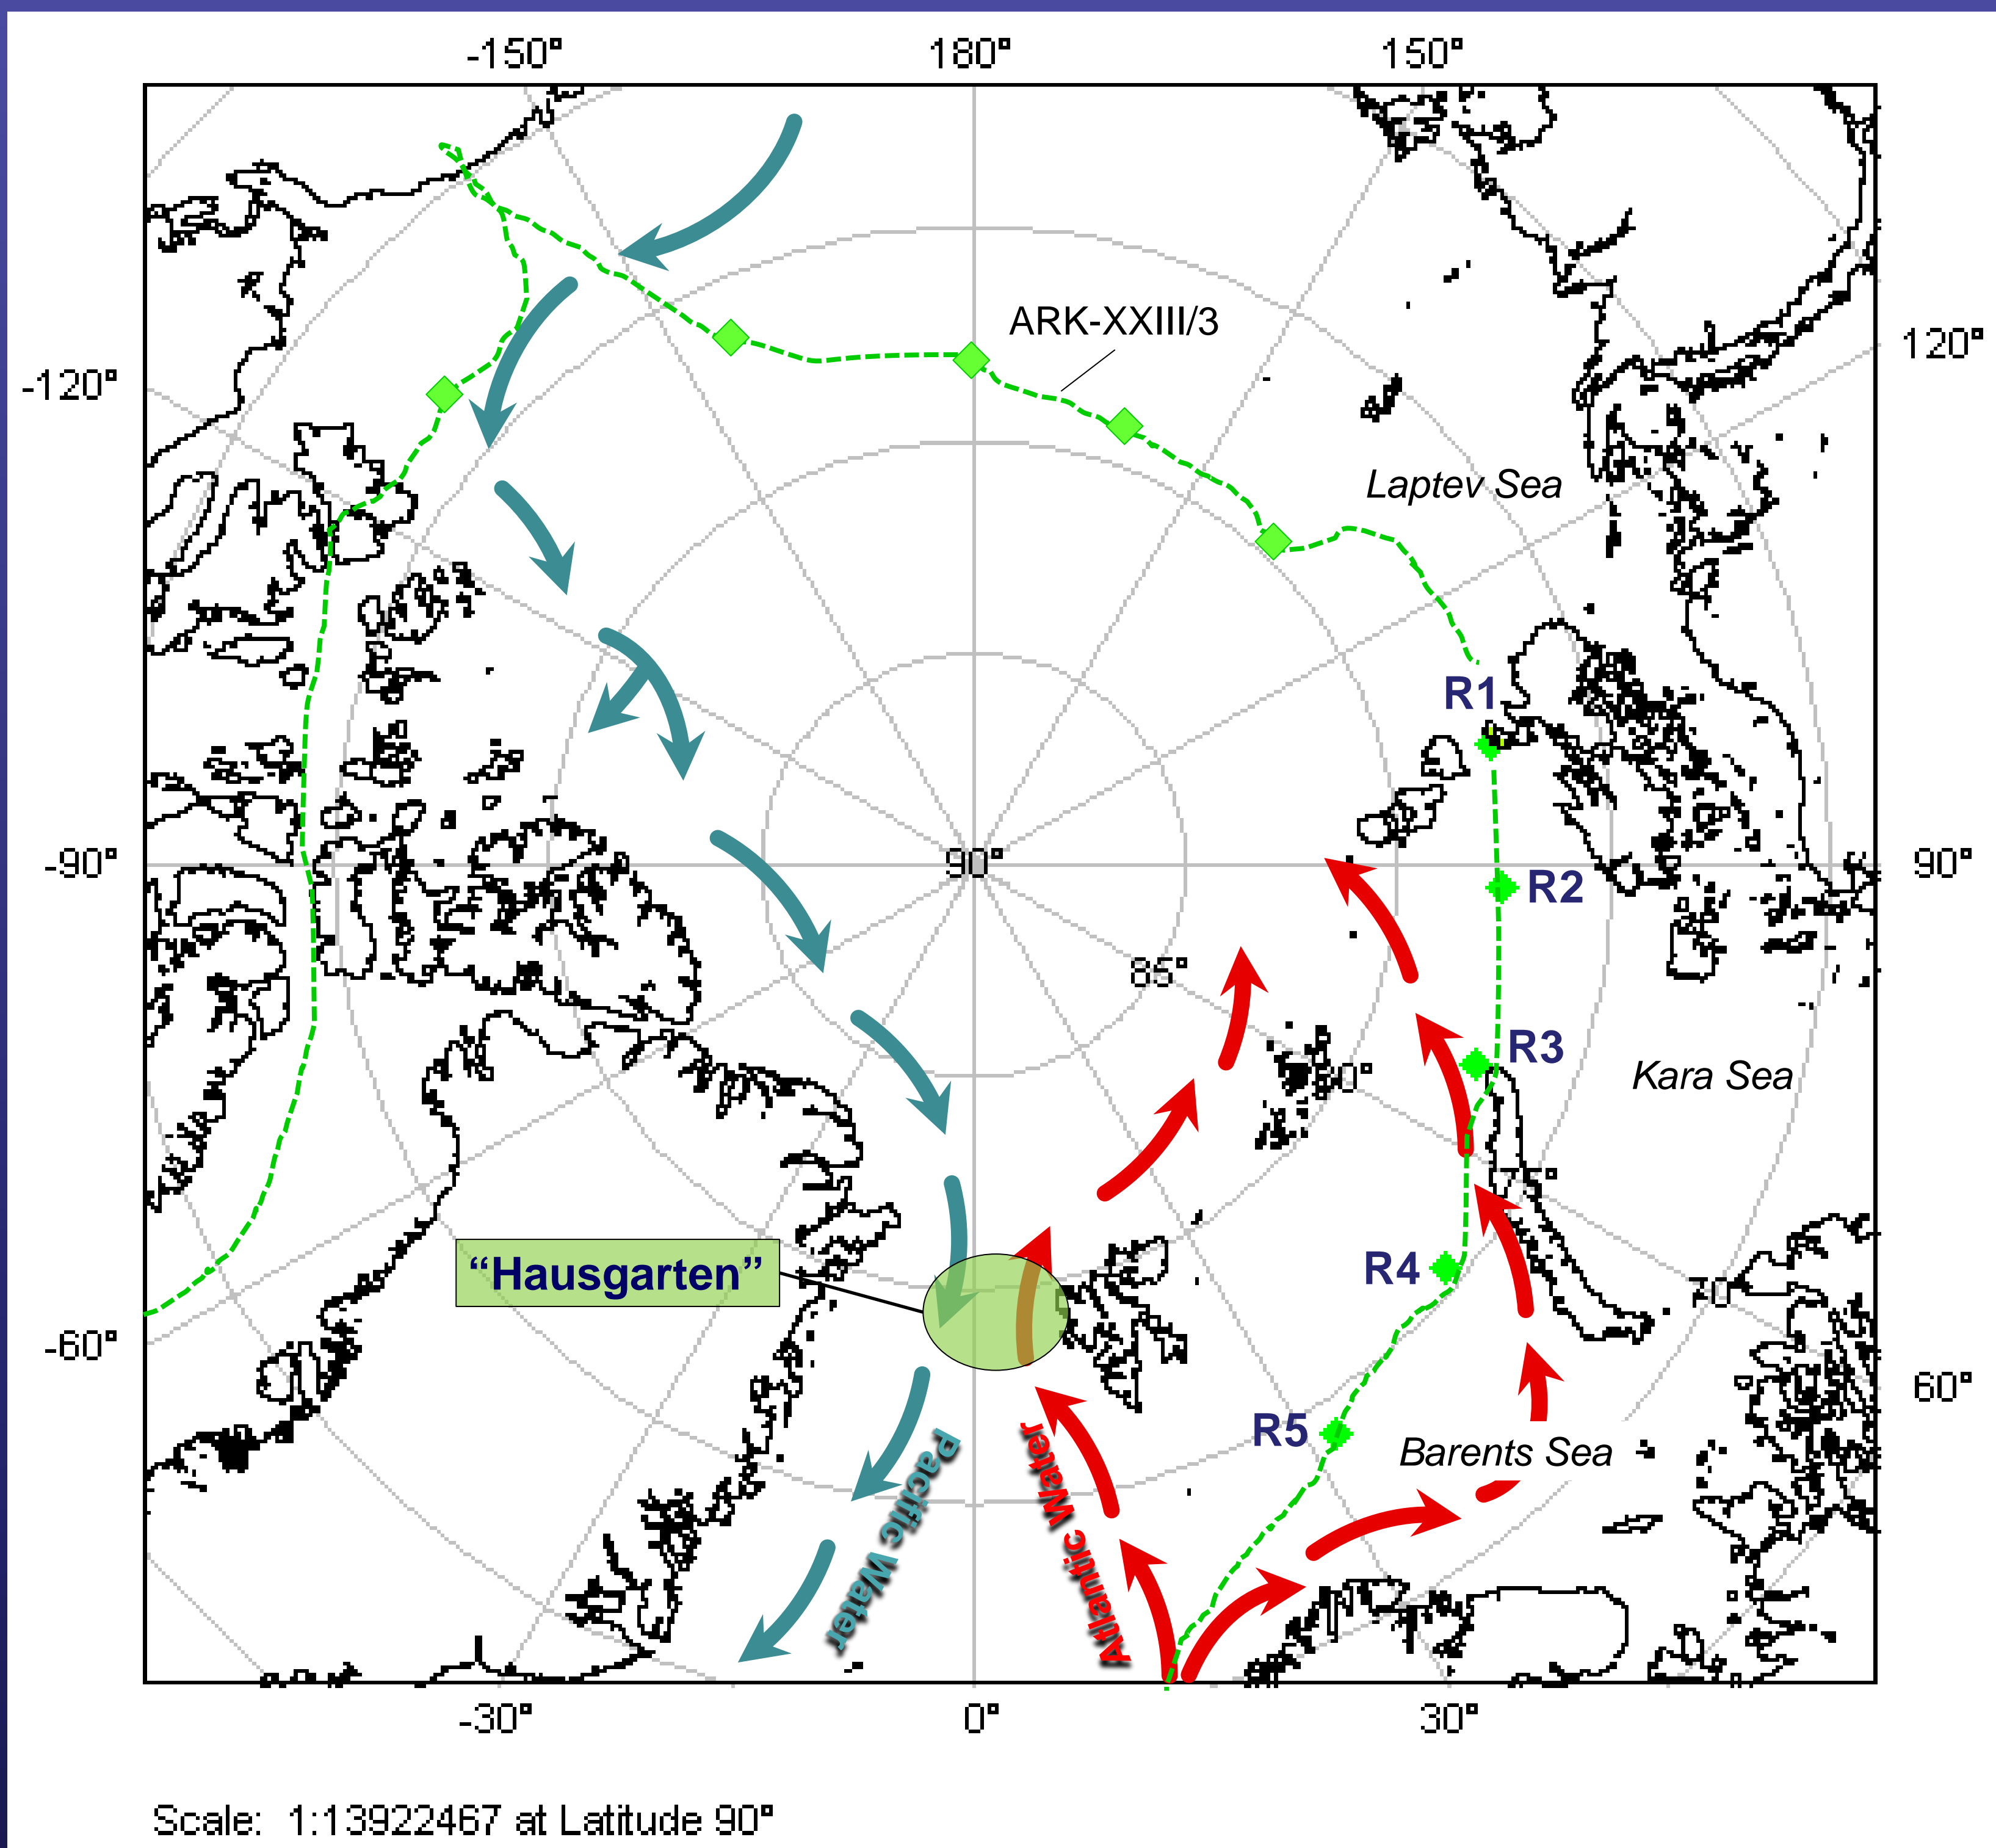 -150° 180° 150°
ARK-XXIII/3
120°
-120°
Laptev Sea
R1
-90° 90° 90°
R2
85°
R3
80°
Kara Sea
75°
“Hausgarten”
R4
70°
-60°
60°
R5
Barents Sea
Pacific Water
Atlantic Water
-30° 0° 30°
Scale: 1:13922467 at Latitude 90°